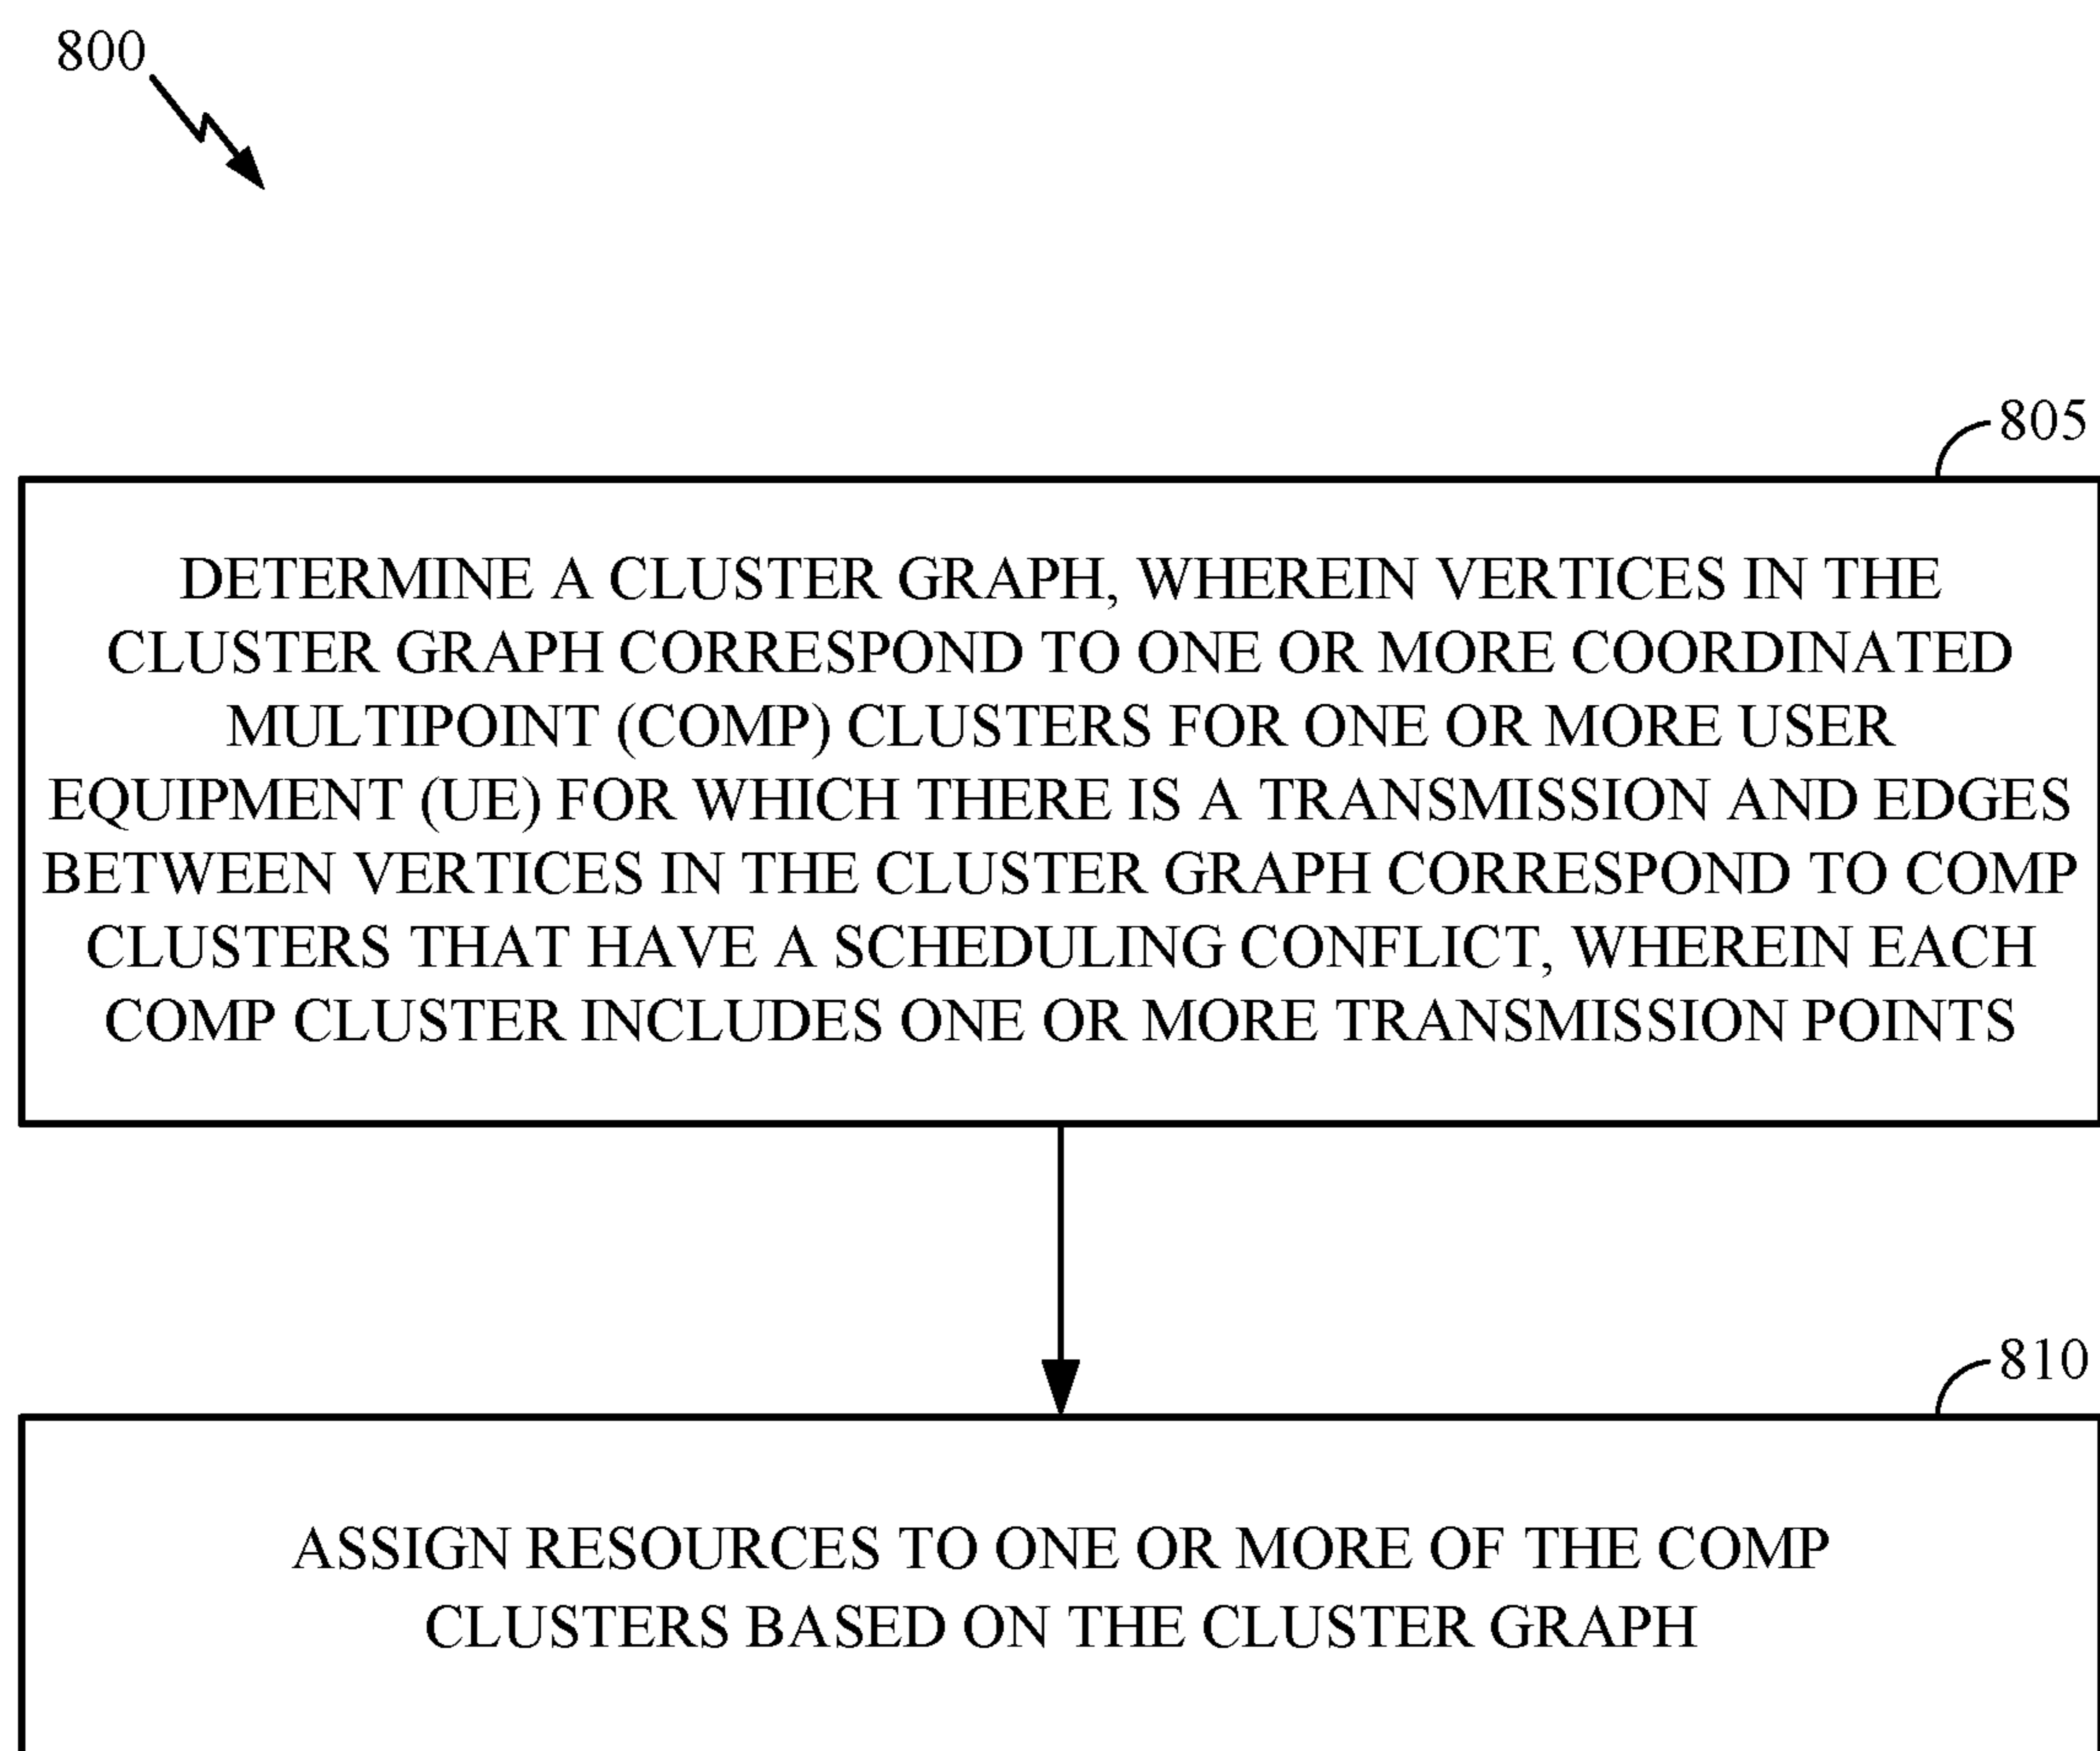 800
805
DETERMINE A CLUSTER GRAPH, WHEREIN VERTICES IN THE
CLUSTER GRAPH CORRESPOND TO ONE OR MORE COORDINATED
MULTIPOINT (COMP) CLUSTERS FOR ONE OR MORE USER
EQUIPMENT (UE) FOR WHICH THERE IS A TRANSMISSION AND EDGES
BETWEEN VERTICES IN THE CLUSTER GRAPH CORRESPOND TO COMP
CLUSTERS THAT HAVE A SCHEDULING CONFLICT, WHEREIN EACH
COMP CLUSTER INCLUDES ONE OR MORE TRANSMISSION POINTS
810
ASSIGN RESOURCES TO ONE OR MORE OF THE COMP
CLUSTERS BASED ON THE CLUSTER GRAPH